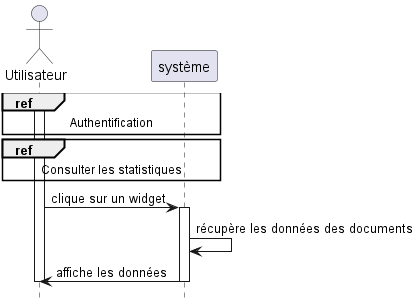 Utilisateur
système
ref
Authentification
ref
Consulter les statistiques
clique sur un widget
récupère les données des documents
affiche les données